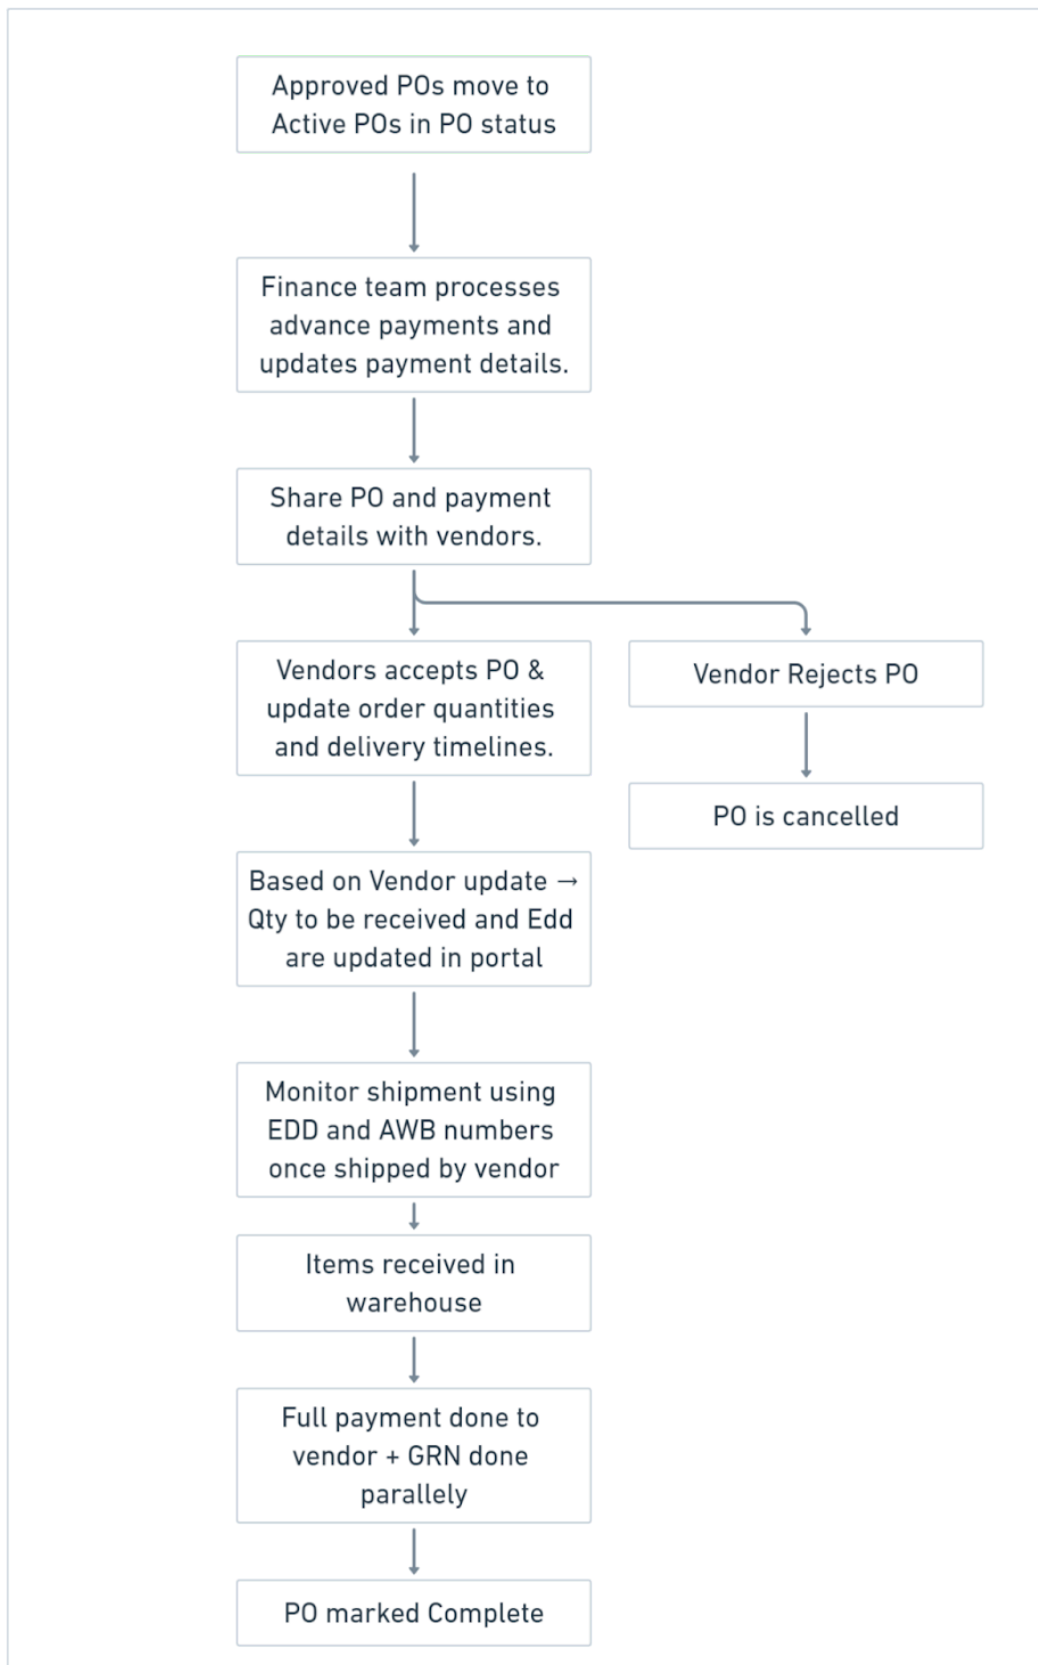 Approved POs move to
Active POs in PO status
Finance team processes
advance payments and
updates payment details.
Share PO and payment
details with vendors.
Vendors accepts PO &
update order quantities
and delivery timelines.
Vendor Rejects PO
PO is cancelled
Based on Vendor update →
Qty to be received and Edd
are updated in portal
Monitor shipment using
EDD and AWB numbers
once shipped by vendor
Items received in
warehouse
Full payment done to
vendor + GRN done
parallely
PO marked Complete